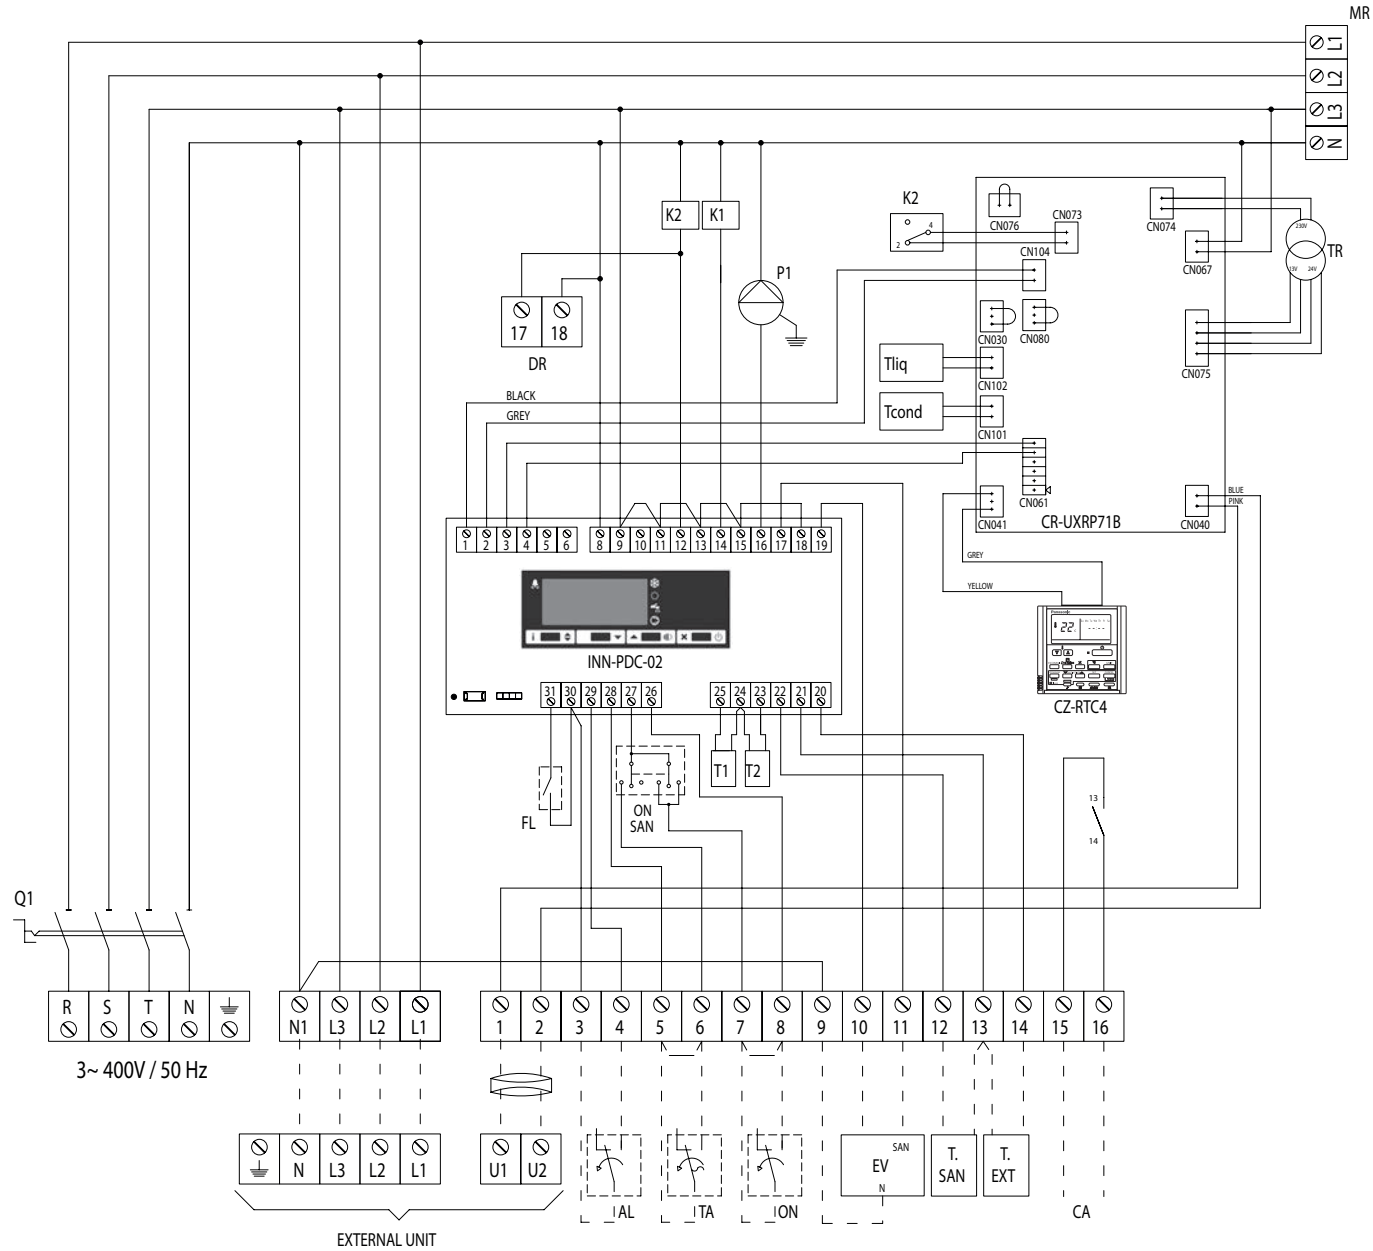 MR
L1
L2
L3
N
K2
4
2
CN076
CN073
CN074
230V
TR
13V 24V
CN067
K2 K1
CN104
P1
17 18
DR
CN030 CN080
CN075
Tliq
CN102
BLACK
GREY
Tcond
CN101
CN061
BLUE
PINK
CN041
CR-UXRP71B
CN040
1 2 3 4 5 6 8 9 10 11 12 13 14 15 16 17 18 19
GREY
YELLOW
Panasonic
22
INN-PDC-02
31 30 29 28 27 26 25 24 23 22 21 20
CZ-RTC4
T1 T2
13
14
FL
ON
SAN
Q1
R S T N
N1 L3 L2 L1
1 2 3 4 5 6 7 8 9 10 11 12 13 14 15 16
3~ 400V / 50 Hz
N L3 L2 L1
U1 U2
SAN
EV
N
T.
SAN
T.
EXT
AL TA ON
CA
EXTERNAL UNIT